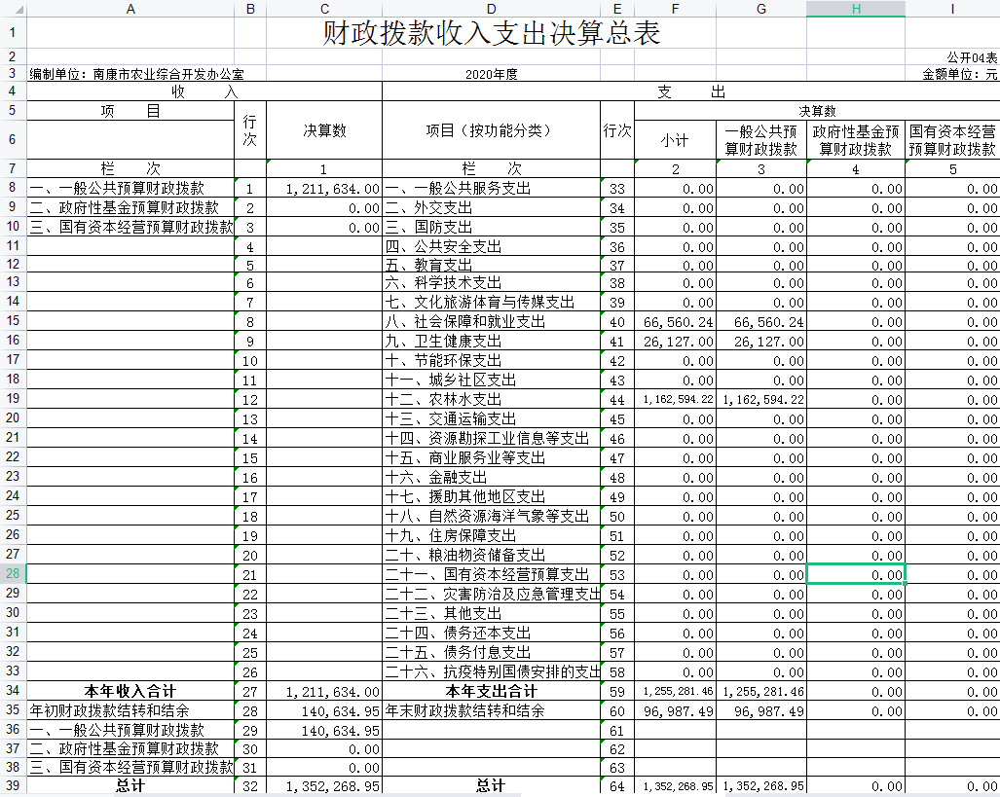 A B C D E F G H I
1 财政拨款收入支出决算总表
2 公开04表
3 编制单位：南康市农业综合开发办公室 2020年度 金额单位：元
4 收 入 支 出
5 项 目 行次 决算数 项目（按功能分类） 行次 决算数
6 小计 一般公共预算财政拨款 政府性基金预算财政拨款 国有资本经营预算财政拨款
7 栏 次 1 栏 次 2 3 4 5
8 一、一般公共预算财政拨款 1 1,211,634.00 一、一般公共服务支出 33 0.00 0.00 0.00 0.00
9 二、政府性基金预算财政拨款 2 0.00 二、外交支出 34 0.00 0.00 0.00 0.00
10 三、国有资本经营预算财政拨款 3 0.00 三、国防支出 35 0.00 0.00 0.00 0.00
11 4 四、公共安全支出 36 0.00 0.00 0.00 0.00
12 5 五、教育支出 37 0.00 0.00 0.00 0.00
13 6 六、科学技术支出 38 0.00 0.00 0.00 0.00
14 7 七、文化旅游体育与传媒支出 39 0.00 0.00 0.00 0.00
15 8 八、社会保障和就业支出 40 66,560.24 66,560.24 0.00 0.00
16 9 九、卫生健康支出 41 26,127.00 26,127.00 0.00 0.00
17 10 十、节能环保支出 42 0.00 0.00 0.00 0.00
18 11 十一、城乡社区支出 43 0.00 0.00 0.00 0.00
19 12 十二、农林水支出 44 1,162,594.22 1,162,594.22 0.00 0.00
20 13 十三、交通运输支出 45 0.00 0.00 0.00 0.00
21 14 十四、资源勘探工业信息等支出 46 0.00 0.00 0.00 0.00
22 15 十五、商业服务业等支出 47 0.00 0.00 0.00 0.00
23 16 十六、金融支出 48 0.00 0.00 0.00 0.00
24 17 十七、援助其他地区支出 49 0.00 0.00 0.00 0.00
25 18 十八、自然资源海洋气象等支出 50 0.00 0.00 0.00 0.00
26 19 十九、住房保障支出 51 0.00 0.00 0.00 0.00
27 20 二十、粮油物资储备支出 52 0.00 0.00 0.00 0.00
28 21 二十一、国有资本经营预算支出 53 0.00 0.00 0.00 0.00
29 22 二十二、灾害防治及应急管理支出 54 0.00 0.00 0.00 0.00
30 23 二十三、其他支出 55 0.00 0.00 0.00 0.00
31 24 二十四、债务还本支出 56 0.00 0.00 0.00 0.00
32 25 二十五、债务付息支出 57 0.00 0.00 0.00 0.00
33 26 二十六、抗疫特别国债安排的支出 58 0.00 0.00 0.00 0.00
34 本年收入合计 27 1,211,634.00 本年支出合计 59 1,255,281.46 1,255,281.46 0.00 0.00
35 年初财政拨款结转和结余 28 140,634.95 年末财政拨款结转和结余 60 96,987.49 96,987.49 0.00 0.00
36 一、一般公共预算财政拨款 29 140,634.95 61
37 二、政府性基金预算财政拨款 30 0.00 62
38 三、国有资本经营预算财政拨款 31 0.00 63
39 总计 32 1,352,268.95 总计 64 1,352,268.95 1,352,268.95 0.00 0.00